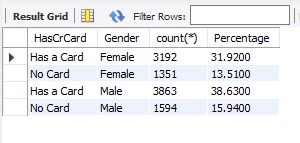 Result Grid Filter Rows:
HasCrCard Gender count(*) Percentage
Has a Card Female 3192 31.9200
No Card Female 1351 13.5100
Has a Card Male 3863 38.6300
No Card Male 1594 15.9400